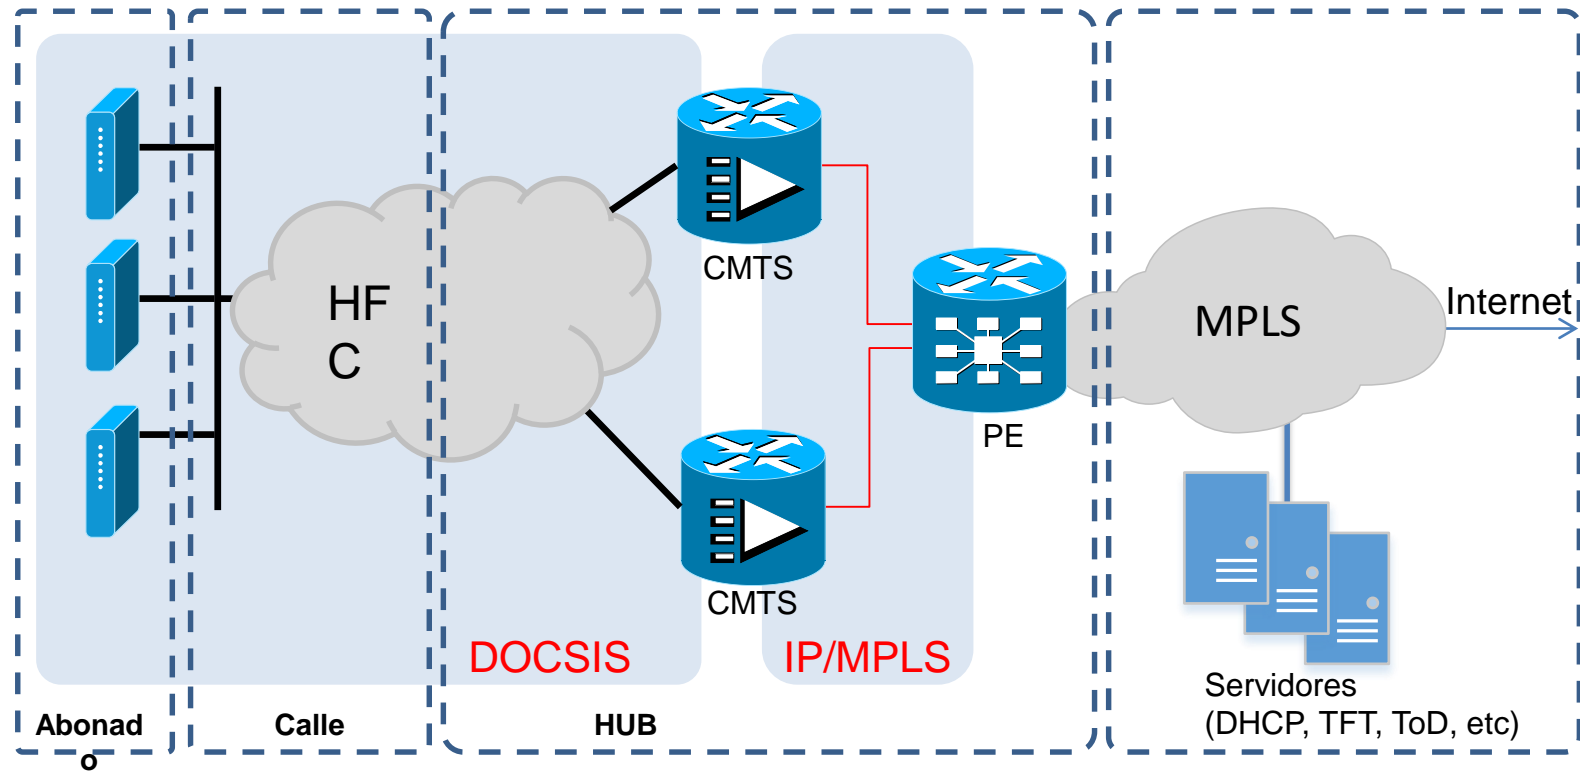 CMTS
HF
C
Internet
MPLS
PE
CMTS
DOCSIS
IP/MPLS
Servidores
(DHCP, TFT, ToD, etc)
Abonad
o
Calle
HUB